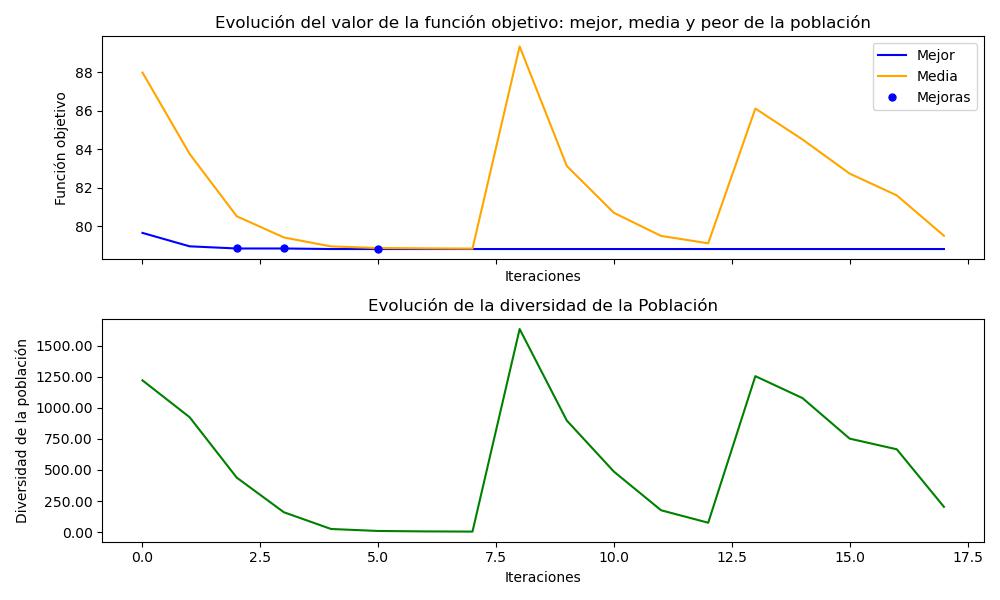 Evolución del valor de la función objetivo: mejor, media y peor de la población
Función objetivo
88
86
84
82
80
Mejor
Media
Mejoras
Iteraciones
Evolución de la diversidad de la Población
Diversidad de la población
1500.00
1250.00
1000.00
750.00
500.00
250.00
0.00
0.0 2.5 5.0 7.5 10.0 12.5 15.0 17.5
Iteraciones